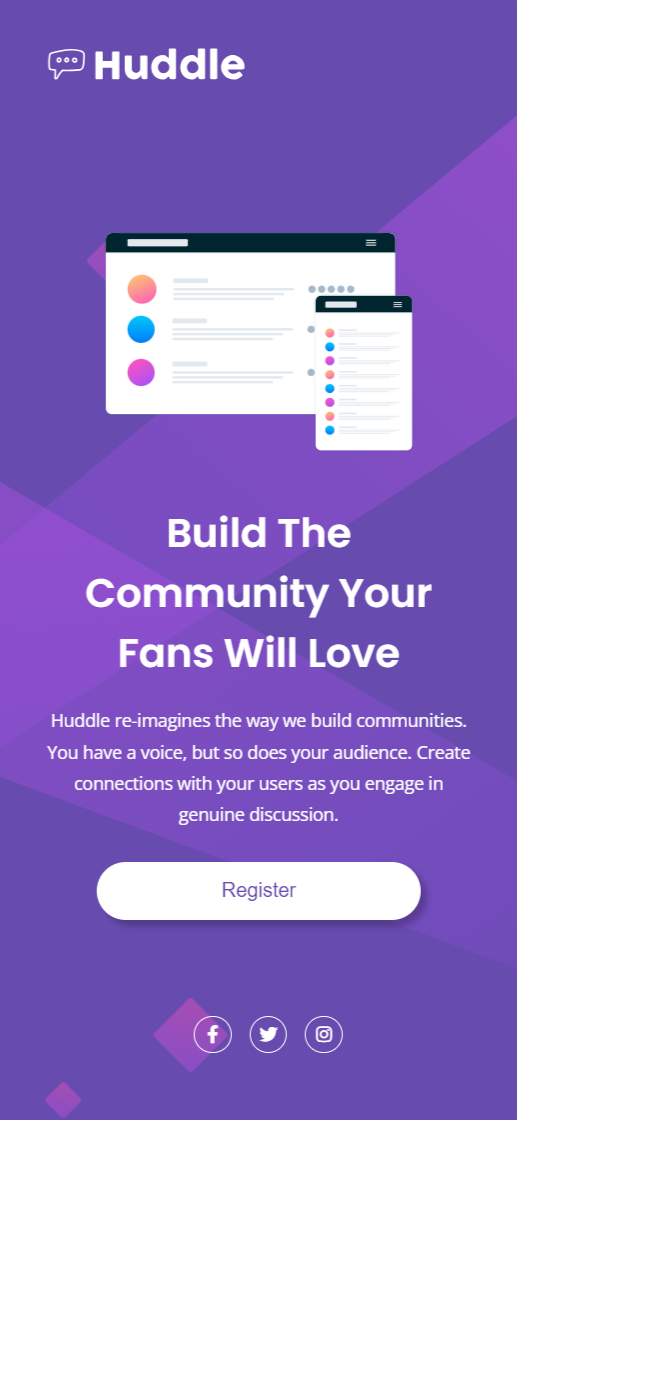 Huddle
Build The
Community Your
Fans Will Love
Huddle re-imagines the way we build communities.
You have a voice, but so does your audience. Create
connections with your users as you engage in
genuine discussion.
Register